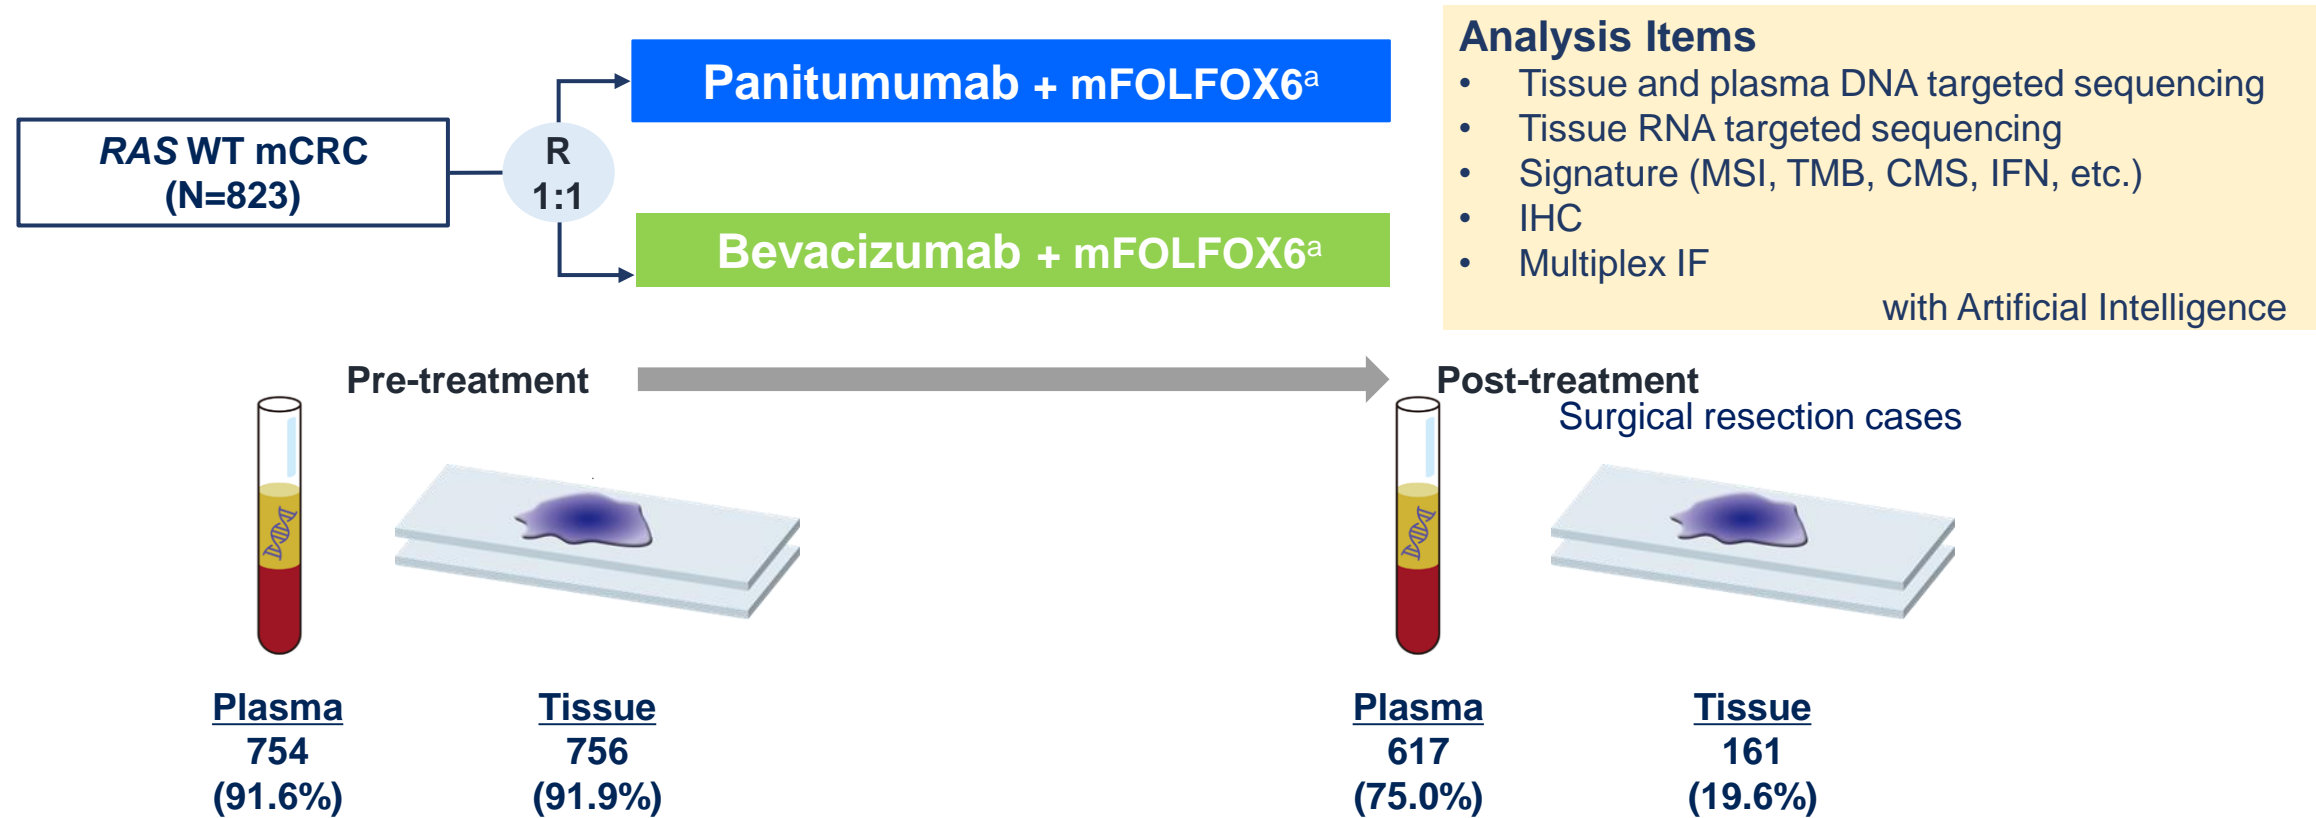 RAS WT mCRC
(N=823)
R
1:1
Panitumumab + mFOLFOX6ᵃ
Bevacizumab + mFOLFOX6ᵃ
Analysis Items
• Tissue and plasma DNA targeted sequencing
• Tissue RNA targeted sequencing
• Signature (MSI, TMB, CMS, IFN, etc.)
• IHC
• Multiplex IF
with Artificial Intelligence
Pre-treatment
Post-treatment
Surgical resection cases
Plasma
754
(91.6%)
Tissue
756
(91.9%)
Plasma
617
(75.0%)
Tissue
161
(19.6%)